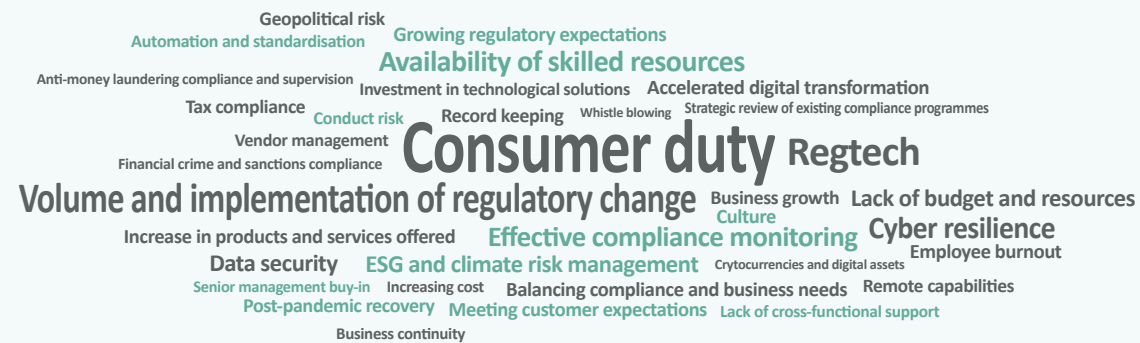 Geopolitical risk
Automation and standardisation
Growing regulatory expectations
Availability of skilled resources
Anti-money laundering compliance and supervision
Investment in technological solutions
Accelerated digital transformation
Tax compliance
Conduct risk
Record keeping
Whistle blowing
Strategic review of existing compliance programmes
Vendor management
Consumer duty
Regtech
Financial crime and sanctions compliance
Volume and implementation of regulatory change
Business growth
Lack of budget and resources
Culture
Increase in products and services offered
Effective compliance monitoring
Cyber resilience
Employee burnout
Data security
ESG and climate risk management
Crytocurrencies and digital assets
Senior management buy-in
Increasing cost
Balancing compliance and business needs
Remote capabilities
Post-pandemic recovery
Meeting customer expectations
Lack of cross-functional support
Business continuity